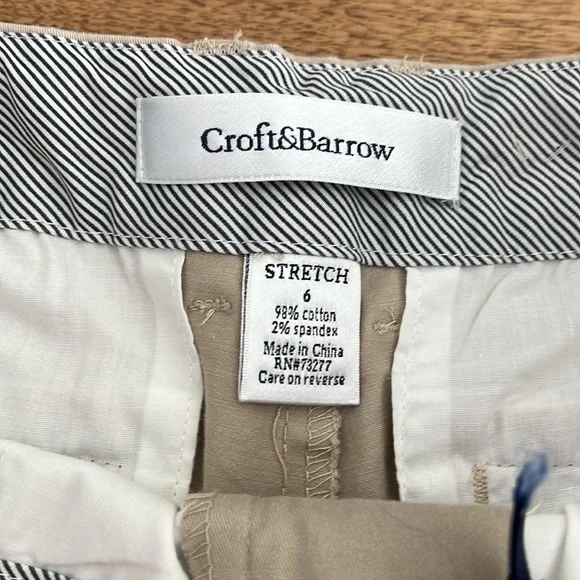 Croft&Barrow
STRETCH
6
98% cotton
2% spandex
Made in China
RN#73277
Care on reverse